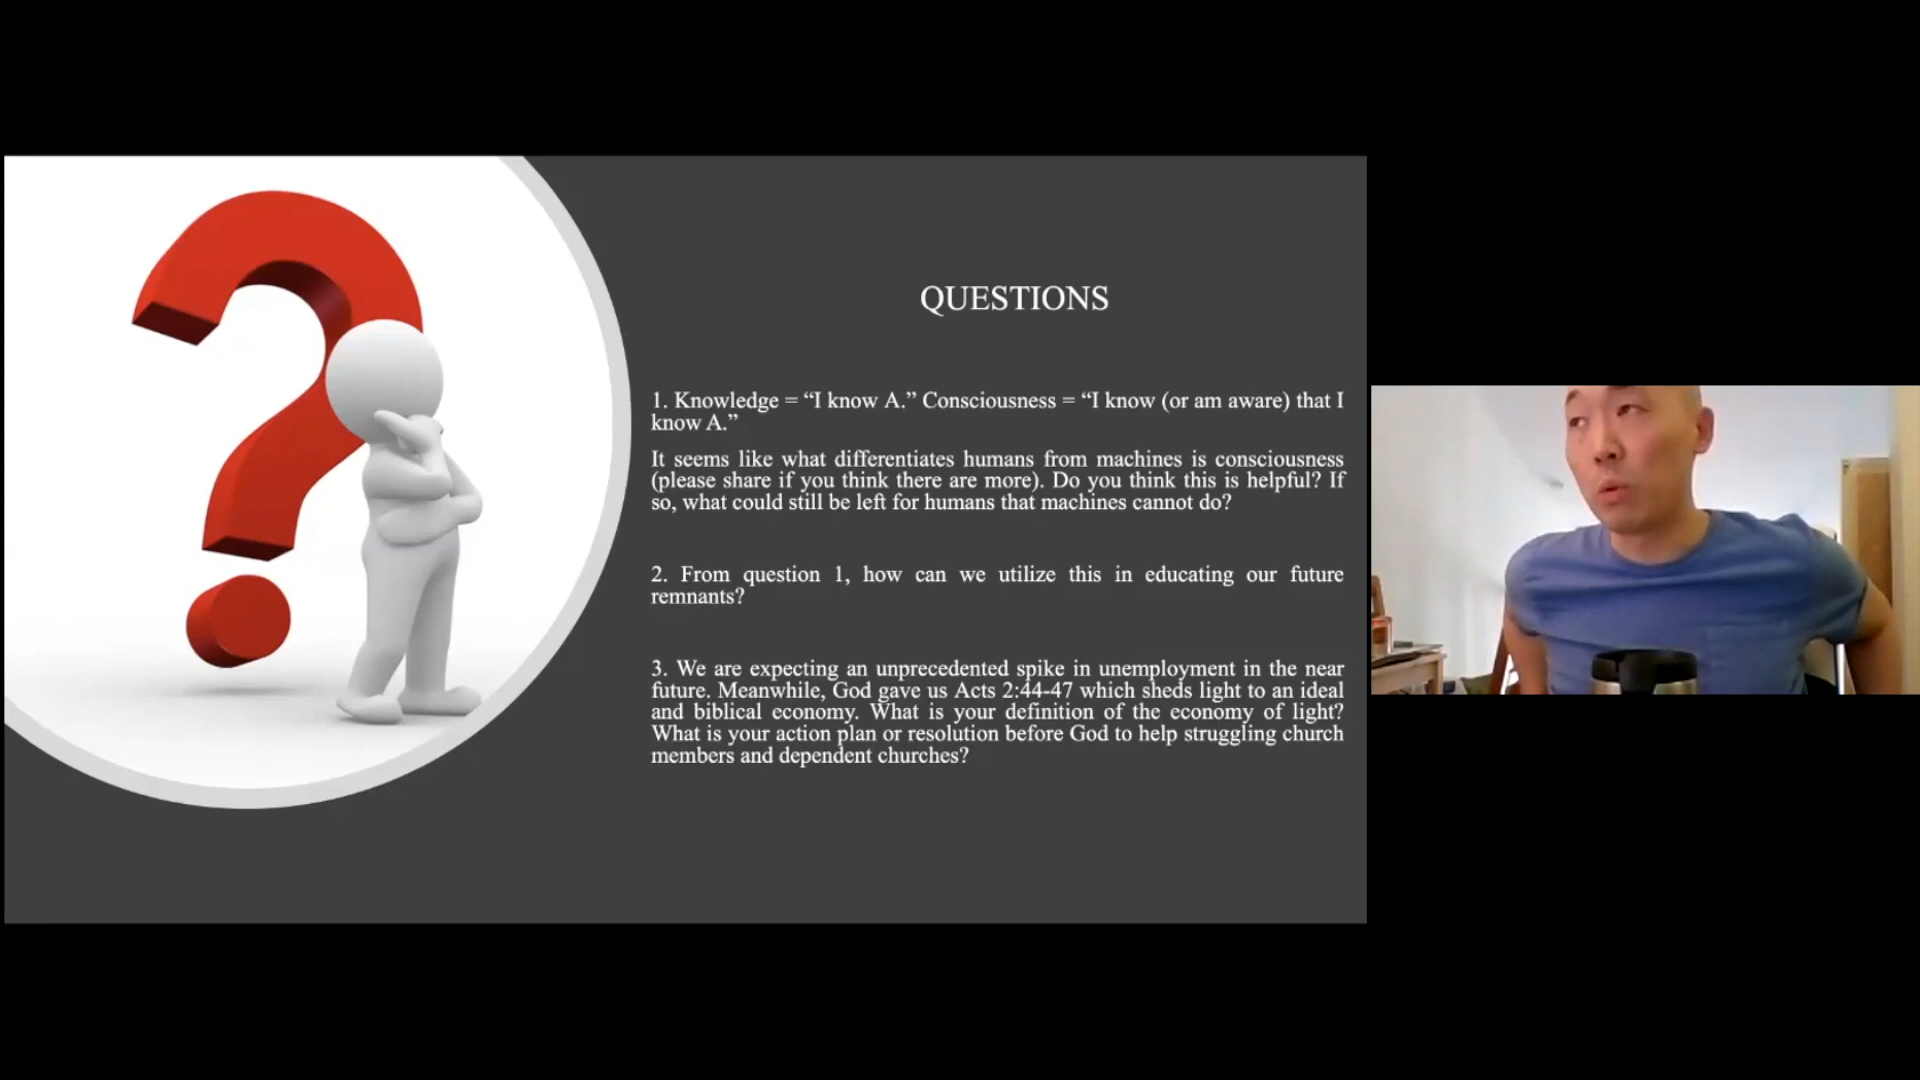 QUESTIONS
1. Knowledge = “I know A.” Consciousness = “I know (or am aware) that I
know A.”
It seems like what differentiates humans from machines is consciousness
(please share if you think there are more). Do you think this is helpful? If
so, what could still be left for humans that machines cannot do?
2. From question 1, how can we utilize this in educating our future
remnants?
3. We are expecting an unprecedented spike in unemployment in the near
future. Meanwhile, God gave us Acts 2:44-47 which sheds light to an ideal
and biblical economy. What is your definition of the economy of light?
What is your action plan or resolution before God to help struggling church
members and dependent churches?